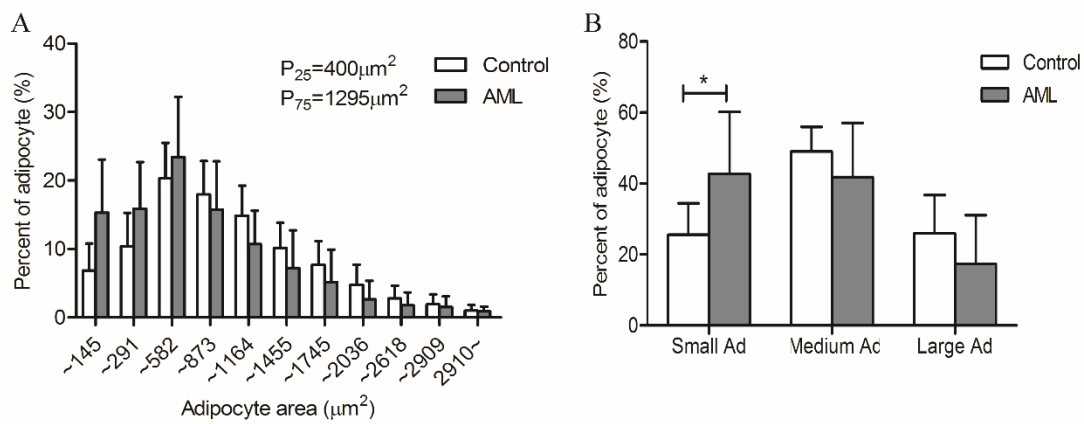 A
Percent of adipocyte (%)
40
30
20
10
0
P25=400μm²
P75=1295μm²
Control
AML
~145
~291
~582
~873
~1164
~1455
~1745
~2036
~2618
~2909
2910~
Adipocyte area (μm²)
B
Percent of adipocyte (%)
80
60
40
20
0
*
Control
AML
Small Ad
Medium Ad
Large Ad